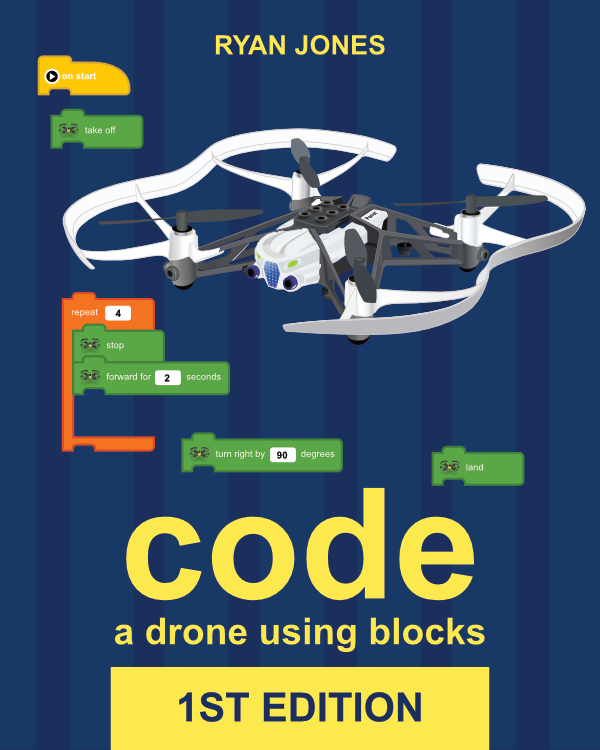 RYAN JONES
on start
take off
Parrot
repeat 4
stop
forward for 2 seconds
turn right by 90 degrees
land
code
a drone using blocks
1ST EDITION